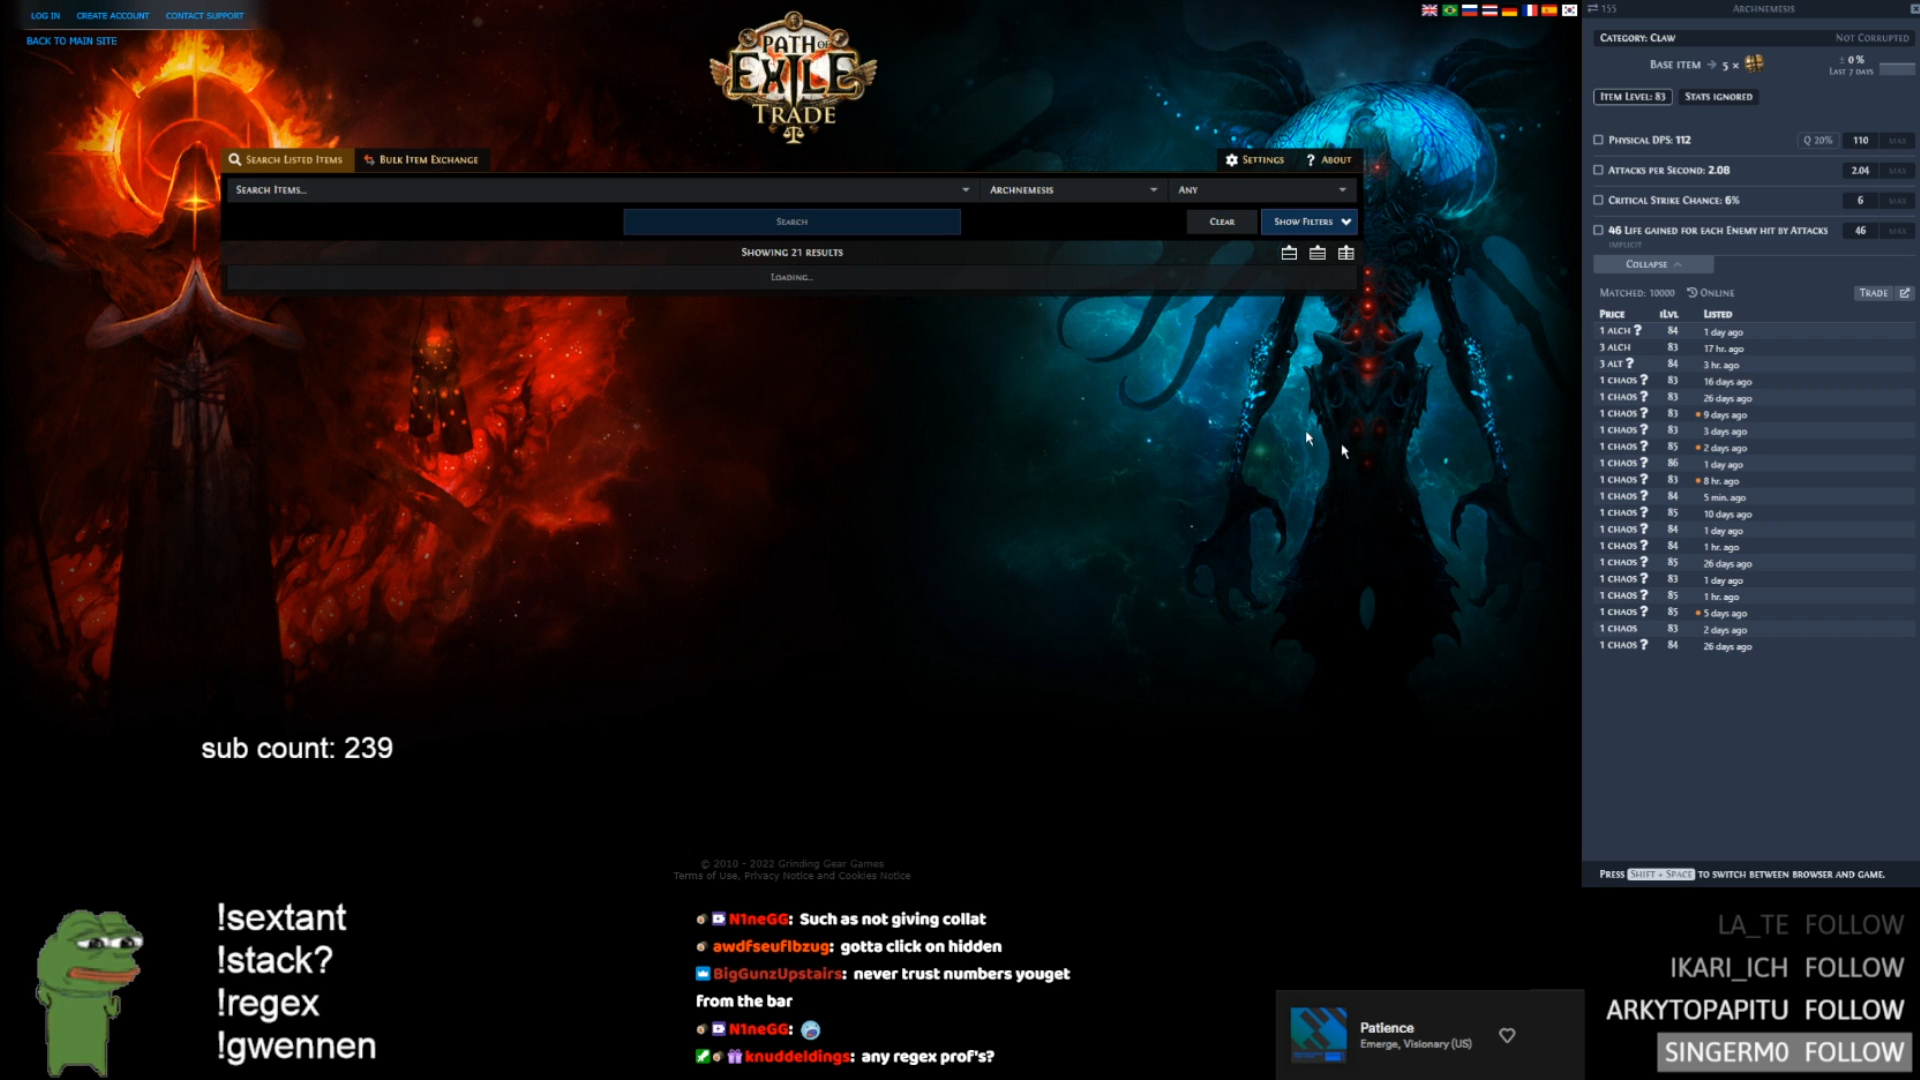 LOG IN CREATE ACCOUNT CONTACT SUPPORT
BACK TO MAIN SITE
PATH OF
EXILE
TRADE
Search Listed Items Bulk Item Exchange Settings ? About
Search Items... Archnemesis Any
Search Clear Show Filters
Showing 21 results
Loading...
155 Archnemesis
Category: Claw Not Corrupted
Base item → 5 × ± 0 %
Last 7 days
Item Level: 83 Stats ignored
Physical DPS: 112 Q 20% 110 max
Attacks per Second: 2.08 2.04 max
Critical Strike Chance: 6% 6 max
46 Life gained for each Enemy hit by Attacks 46 max
implicit
Collapse
Matched: 10000 Online Trade
Price iLvl Listed
1 alch ? 84 1 day ago
3 alch 83 17 hr. ago
3 alt ? 84 3 hr. ago
1 chaos ? 83 16 days ago
1 chaos ? 83 26 days ago
1 chaos ? 83 9 days ago
1 chaos ? 83 3 days ago
1 chaos ? 85 2 days ago
1 chaos ? 86 1 day ago
1 chaos ? 83 8 hr. ago
1 chaos ? 84 5 min. ago
1 chaos ? 85 10 days ago
1 chaos ? 84 1 day ago
1 chaos ? 84 1 hr. ago
1 chaos ? 85 26 days ago
1 chaos ? 83 1 day ago
1 chaos ? 85 1 hr. ago
1 chaos ? 85 5 days ago
1 chaos 83 2 days ago
1 chaos ? 84 26 days ago
Press Shift + Space to switch between browser and game.
sub count: 239
© 2010 - 2022 Grinding Gear Games
Terms of Use, Privacy Notice and Cookies Notice
!sextant
!stack?
!regex
!gwennen
N1neGG: Such as not giving collat
awdfseuflbzug: gotta click on hidden
BigGunzUpstairs: never trust numbers youget
from the bar
N1neGG:
knuddeldings: any regex prof's?
Patience
Emerge, Visionary (US)
LA_TE FOLLOW
IKARI_ICH FOLLOW
ARKYTOPAPITU FOLLOW
SINGERM0 FOLLOW